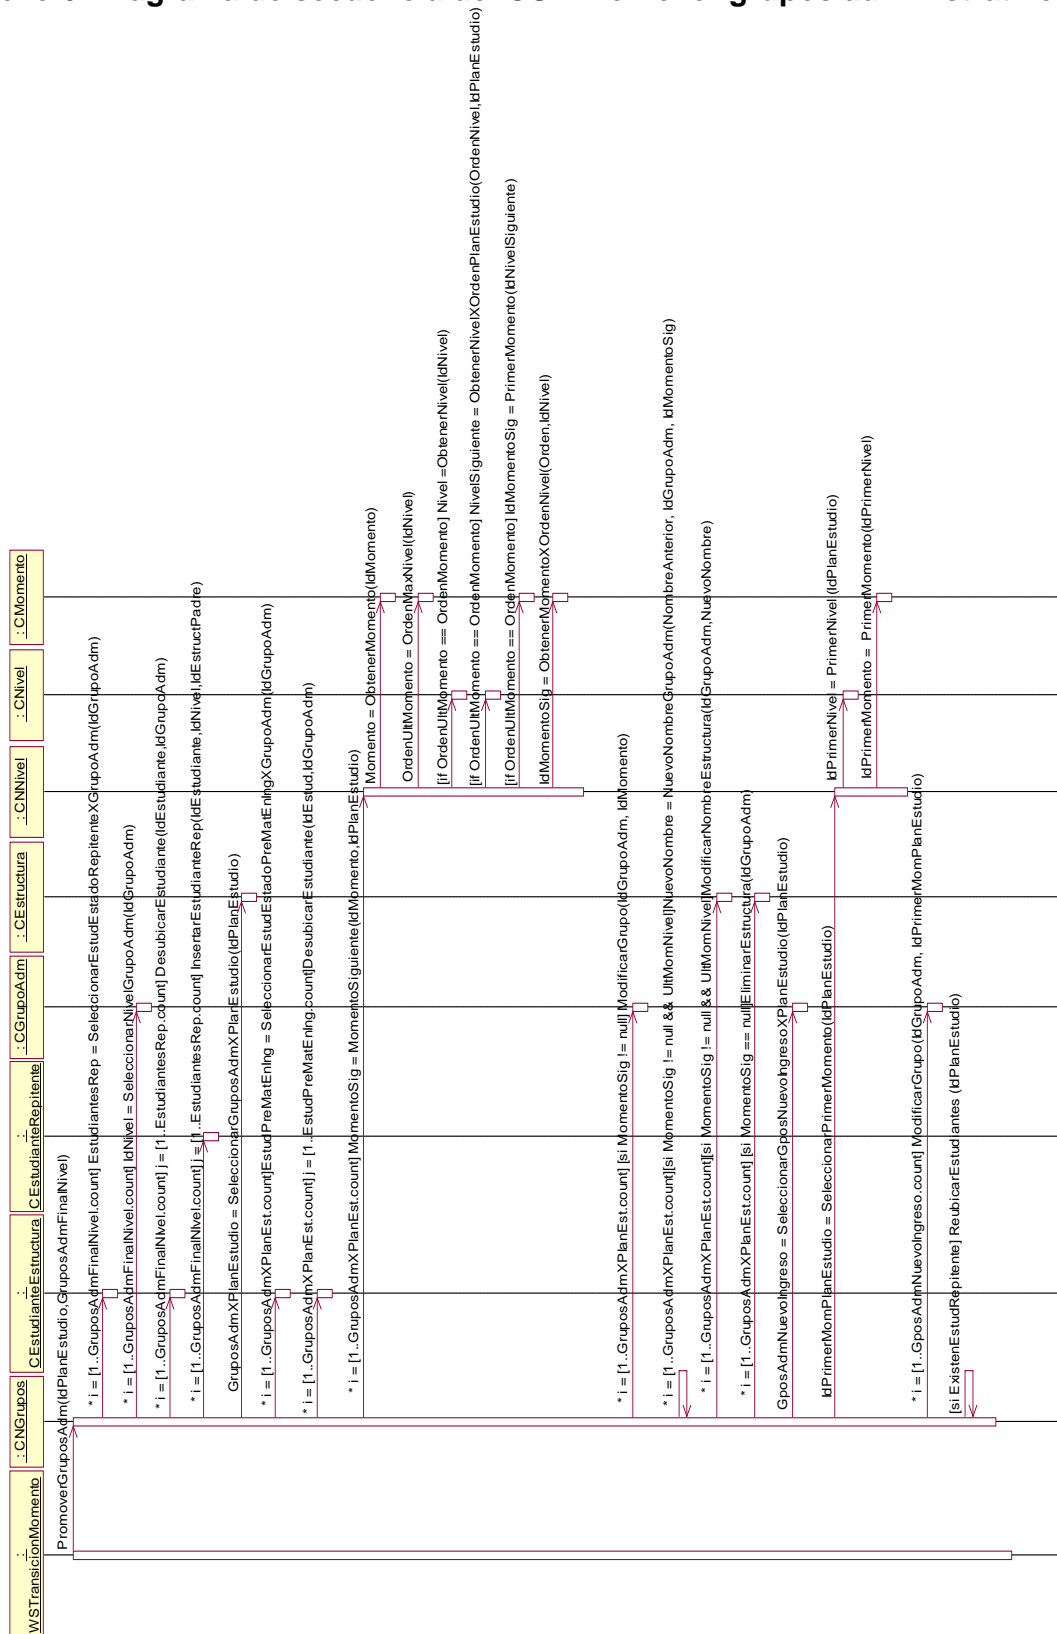 : CMomento
: CNivel
: CNNivel
: CEstructura
: CGrupoAdm
:
CEstudianteRepitente
:
CEstudianteEstructura
: CNGrupos
:
WSTransicionMomento
PromoverGruposAdm(IdPlanEstudio,GruposAdmFinalNivel)
* i = [1..GruposAdmFinalNivel.count] EstudiantesRep = SeleccionarEstudEstadoRepitenteXGrupoAdm(IdGrupoAdm)
* i = [1..GruposAdmFinalNivel.count] IdNivel = SeleccionarNivelGrupoAdm(IdGrupoAdm)
* i = [1..GruposAdmFinalNIvel.count] j = [1..EstudiantesRep.count] DesubicarEstudiante(IdEstudiante,IdGrupoAdm)
* i = [1..GruposAdmFinalNIvel.count] j = [1..EstudiantesRep.count] InsertarEstudianteRep(IdEstudiante,IdNivel,IdEstructPadre)
GruposAdmXPlanEstudio = SeleccionarGruposAdmXPlanEstudio(IdPlanEstudio)
* i = [1..GruposAdmXPlanEst.count]EstudPreMatEnIng = SeleccionarEstudEstadoPreMatEnIngXGrupoAdm(IdGrupoAdm)
* i = [1..GruposAdmXPlanEst.count] j = [1..EstudPreMatEnIng.count]DesubicarEstudiante(IdEstud,IdGrupoAdm)
* i = [1..GruposAdmXPlanEst.count] MomentoSig = MomentoSiguiente(IdMomento,IdPlanEstudio)
Momento = ObtenerMomento(IdMomento)
OrdenUltMomento = OrdenMaxNivel(IdNivel)
[if OrdenUltMomento == OrdenMomento] Nivel =ObtenerNivel(IdNivel)
[if OrdenUltMomento == OrdenMomento] NivelSiguiente = ObtenerNivelXOrdenPlanEstudio(OrdenNivel,IdPlanEstudio)
[if OrdenUltMomento == OrdenMomento] IdMomentoSig = PrimerMomento(IdNivelSiguiente)
IdMomentoSig = ObtenerMomentoXOrdenNivel(Orden,IdNivel)
* i = [1..GruposAdmXPlanEst.count] [si MomentoSig != null] ModificarGrupo(IdGrupoAdm, IdMomento)
* i = [1..GruposAdmXPlanEst.count][si MomentoSig != null && UltMomNivel]NuevoNombre = NuevoNombreGrupoAdm(NombreAnterior, IdGrupoAdm, IdMomentoSig)
* i = [1..GruposAdmXPlanEst.count][si MomentoSig != null && UltMomNivel]ModificarNombreEstructura(IdGrupoAdm,NuevoNombre)
* i = [1..GruposAdmXPlanEst.count] [si MomentoSig == null]EliminarEstructura(IdGrupoAdm)
GposAdmNuevoIngreso = SeleccionarGposNuevoIngresoXPlanEstudio(IdPlanEstudio)
IdPrimerMomPlanEstudio = SeleccionarPrimerMomento(IdPlanEstudio)
IdPrimerNivel = PrimerNivel (IdPlanEstudio)
IdPrimerMomento = PrimerMomento(IdPrimerNivel)
* i = [1..GposAdmNuevoIngreso.count] ModificarGrupo(IdGrupoAdm, IdPrimerMomPlanEstudio)
[si ExistenEstudRepitente] ReubicarEstudiantes (IdPlanEstudio)